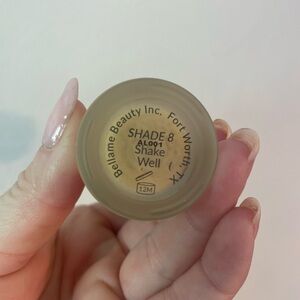 Bellame Beauty Inc. Fort Worth, TX
SHADE 8
AL001
Shake
Well
12M